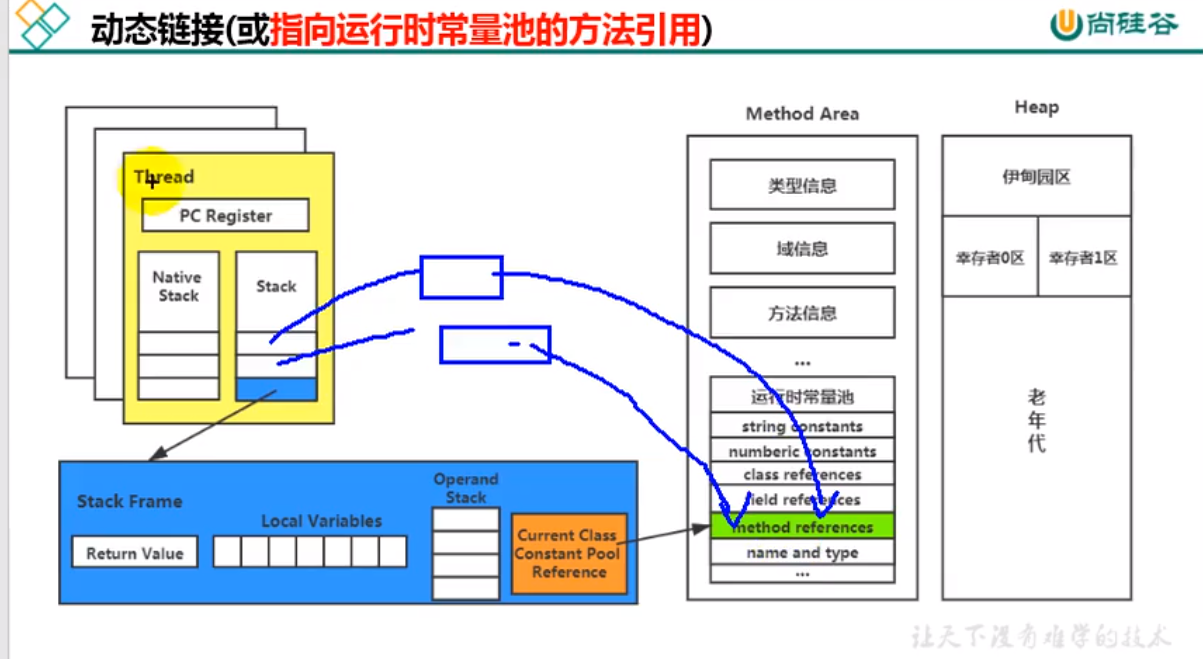 动态链接(或指向运行时常量池的方法引用)
尚硅谷
Thread
PC Register
Native
Stack
Stack
Stack Frame
Return Value
Local Variables
Operand
Stack
Current Class
Constant Pool
Reference
Method Area
类型信息
域信息
方法信息
...
运行时常量池
string constants
numberic constants
class references
field references
method references
name and type
...
Heap
伊甸园区
幸存者0区
幸存者1区
老
年
代
让天下没有难学的技术